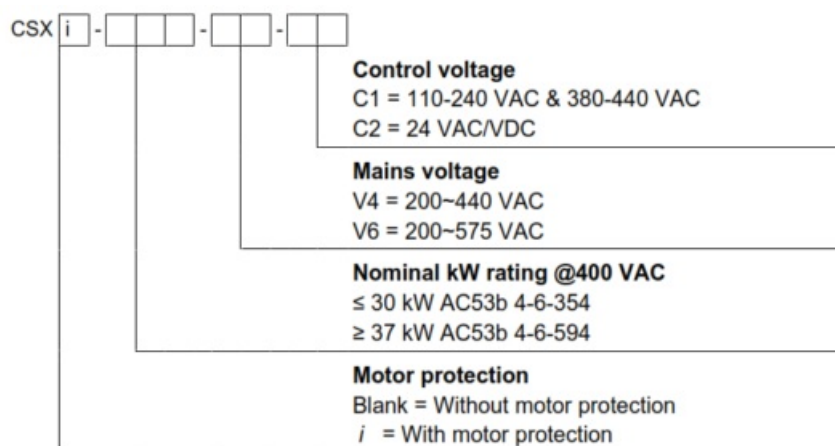 CSX i - - -
Control voltage
C1 = 110-240 VAC & 380-440 VAC
C2 = 24 VAC/VDC
Mains voltage
V4 = 200~440 VAC
V6 = 200~575 VAC
Nominal kW rating @400 VAC
≤ 30 kW AC53b 4-6-354
≥ 37 kW AC53b 4-6-594
Motor protection
Blank = Without motor protection
i = With motor protection